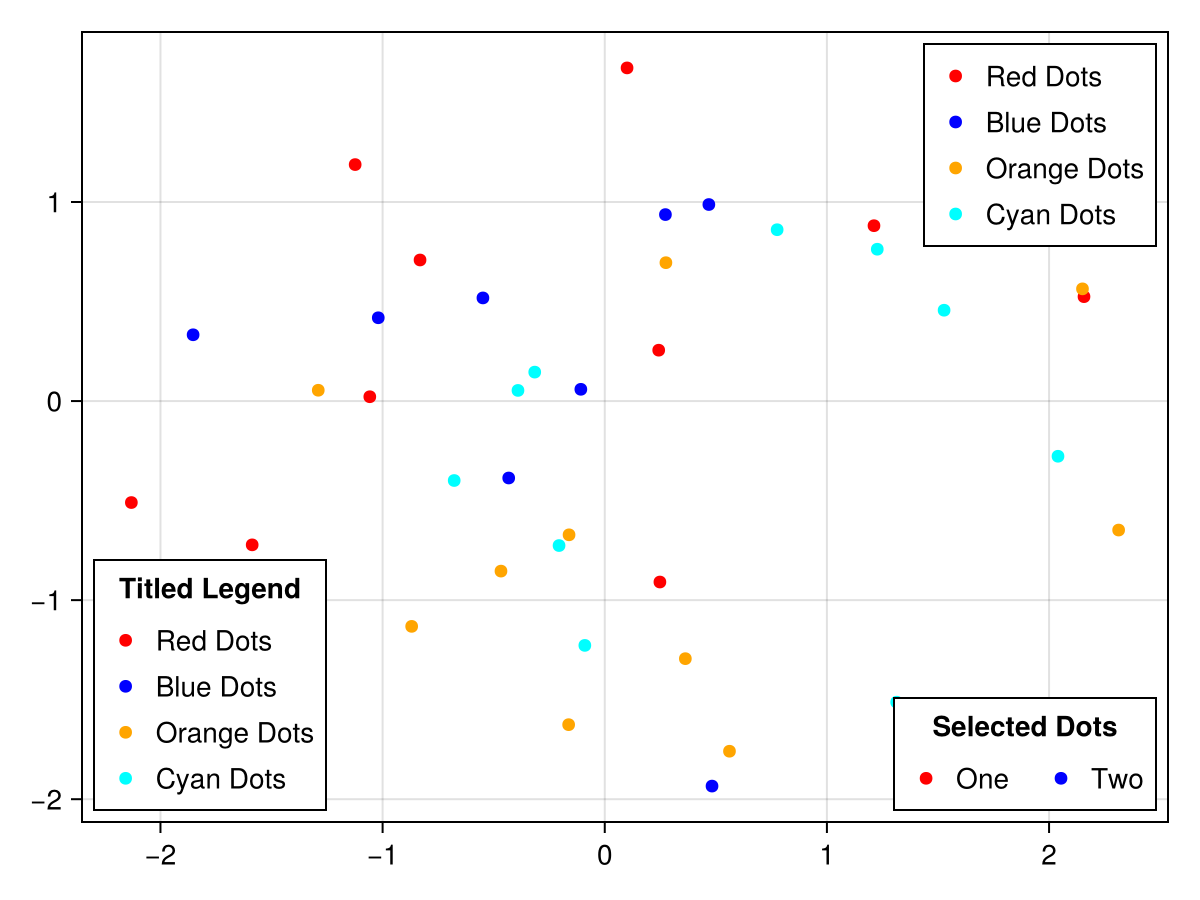 Red Dots
Blue Dots
Orange Dots
Cyan Dots
1
0
−1
−2
Titled Legend
Red Dots
Blue Dots
Orange Dots
Cyan Dots
Selected Dots
One Two
−2 −1 0 1 2